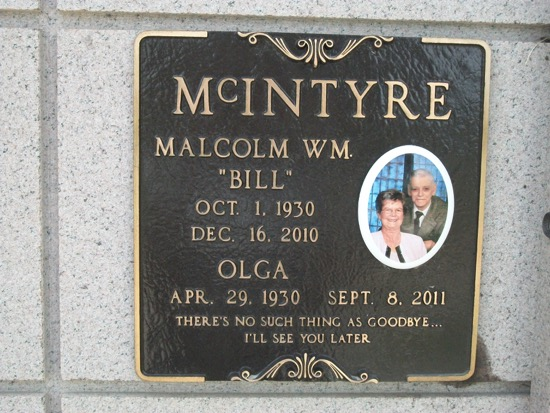 McINTYRE
MALCOLM WM.
"BILL"
OCT. 1, 1930
DEC. 16, 2010
OLGA
APR. 29, 1930 SEPT. 8, 2011
THERE'S NO SUCH THING AS GOODBYE...
I'LL SEE YOU LATER